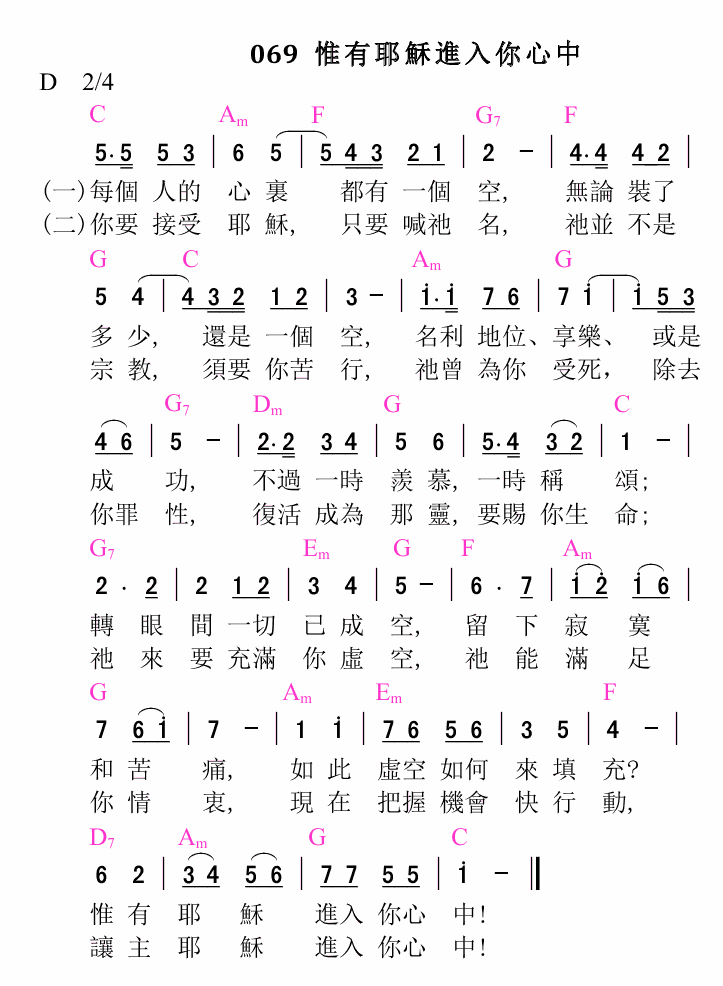 069 惟有耶穌進入你心中
D 2/4
C Am F G7 F
5·5 5 3 | 6 5 | 5 4 3 2 1 | 2 - | 4·4 4 2 |
(一)每個 人的 心 裏 都有 一個 空, 無論 裝了
(二)你要 接受 耶 穌, 只要 喊祂 名, 祂並 不是
G C Am G
5 4 | 4 3 2 1 2 | 3 - | i·i 7 6 | 7 i | i 5 3
多 少, 還是 一個 空, 名利 地位、享樂、 或是
宗 教, 須要 你苦 行, 祂曾 為你 受死, 除去
G7 Dm G C
4 6 | 5 - | 2·2 3 4 | 5 6 | 5·4 3 2 | 1 - |
成 功, 不過 一時 羨 慕, 一時 稱 頌;
你罪 性, 復活 成為 那 靈, 要賜 你生 命;
G7 Em G F Am
2 · 2 | 2 1 2 | 3 4 | 5 - | 6 · 7 | i 2̇ i 6 |
轉 眼 間 一切 已 成 空, 留 下 寂 寞
祂 來 要 充滿 你 虛 空, 祂 能 滿 足
G Am Em F
7 6 i | 7 - | 1 i | 7 6 5 6 | 3 5 | 4 - |
和 苦 痛, 如 此 虛空 如何 來 填 充?
你 情 衷, 現 在 把握 機會 快 行 動,
D7 Am G C
6 2 | 3 4 5 6 | 7 7 5 5 | i - ‖
惟 有 耶 穌 進入 你心 中!
讓 主 耶 穌 進入 你心 中!